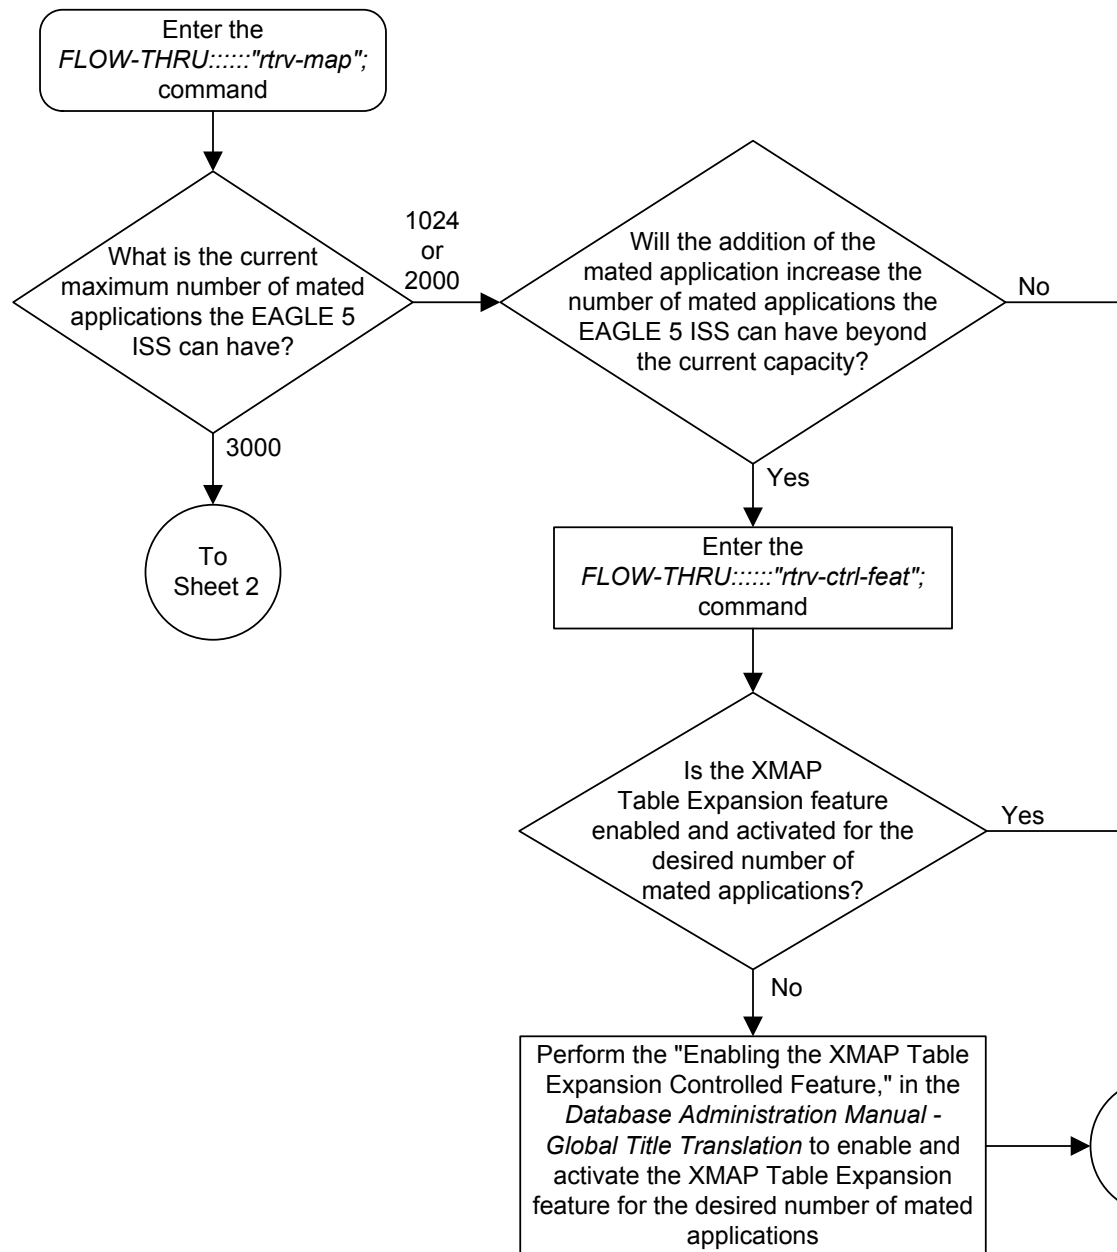 Enter the
FLOW-THRU::::::"rtrv-map";
command
What is the current
maximum number of mated
applications the EAGLE 5
ISS can have?
1024
or
2000
3000
To
Sheet 2
Will the addition of the
mated application increase the
number of mated applications the
EAGLE 5 ISS can have beyond
the current capacity?
No
Yes
Enter the
FLOW-THRU::::::"rtrv-ctrl-feat";
command
Is the XMAP
Table Expansion feature
enabled and activated for the
desired number of
mated applications?
Yes
No
Perform the "Enabling the XMAP Table
Expansion Controlled Feature," in the
Database Administration Manual -
Global Title Translation to enable and
activate the XMAP Table Expansion
feature for the desired number of mated
applications